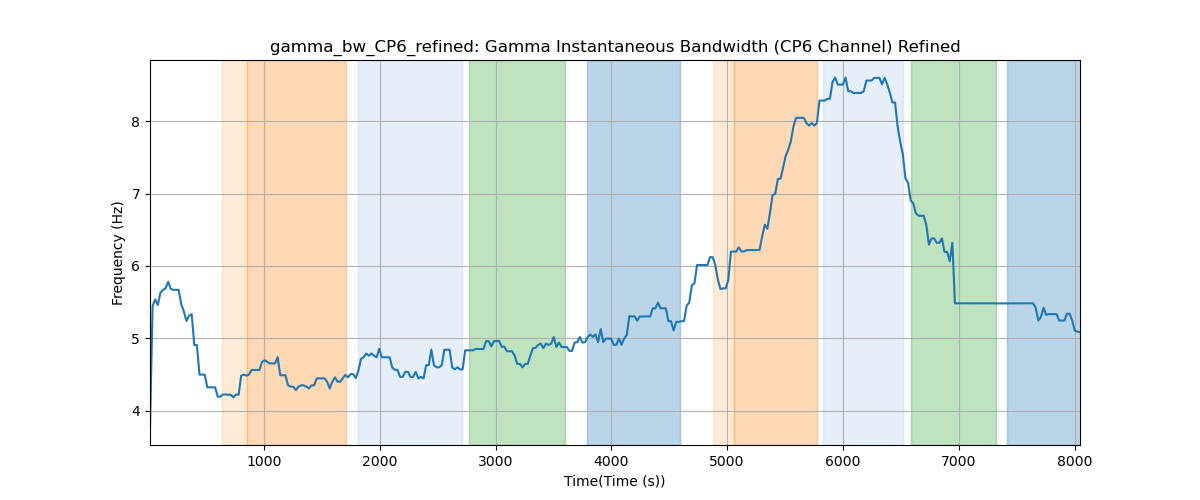 gamma_bw_CP6_refined: Gamma Instantaneous Bandwidth (CP6 Channel) Refined
Frequency (Hz)
8
7
6
5
4
1000 2000 3000 4000 5000 6000 7000 8000
Time(Time (s))